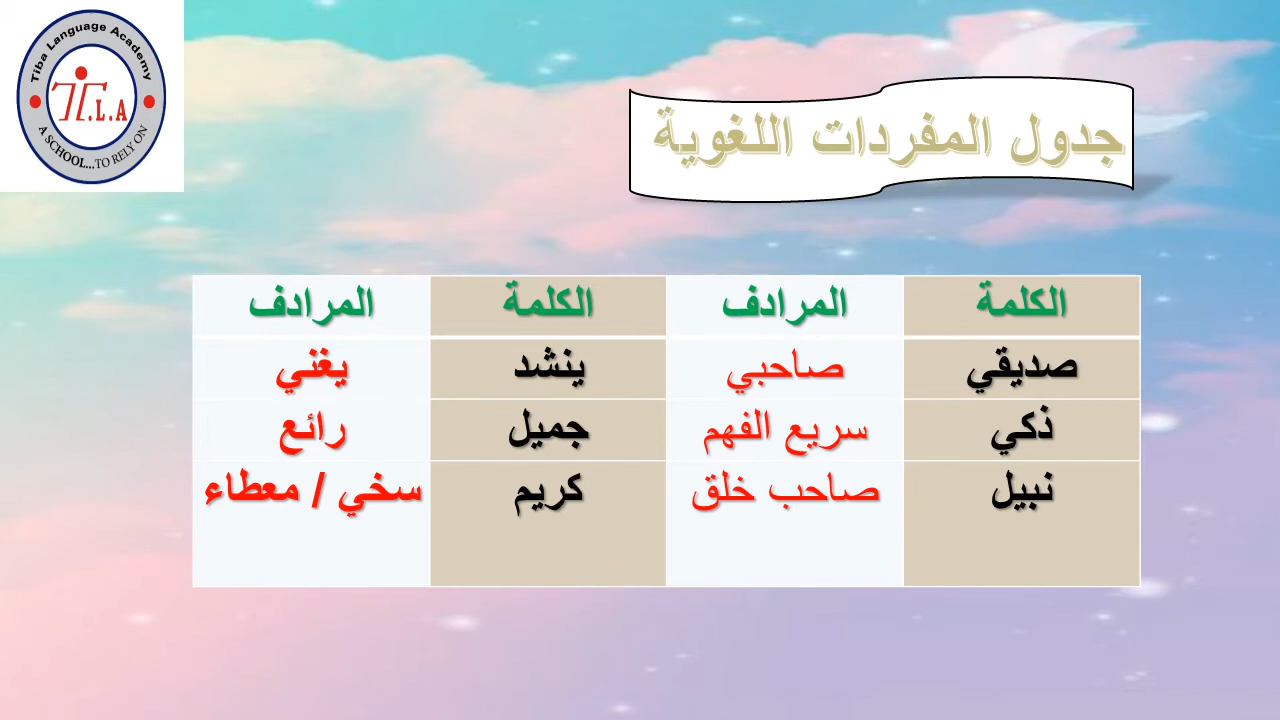 Tiba Language Academy
T.L.A
A SCHOOL...TO RELY ON
جدول المفردات اللغوية
الكلمة المرادف الكلمة المرادف
صديقي صاحبي ينشد يغني
ذكي سريع الفهم جميل رائع
نبيل صاحب خلق كريم سخي / معطاء